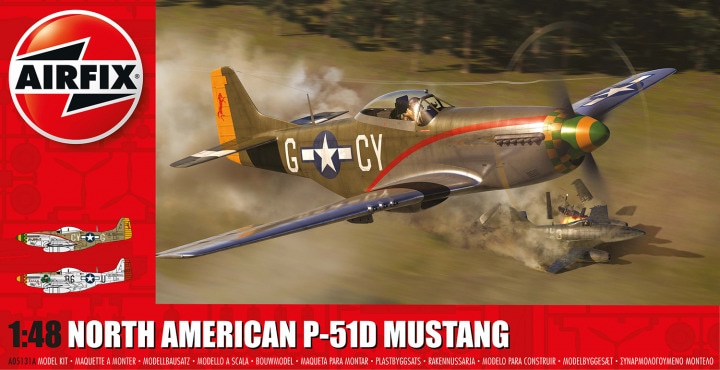 AIRFIX
G CY
1:48 NORTH AMERICAN P-51D MUSTANG
A05131A MODEL KIT • MAQUETTE A MONTER • MODELLBAUSATZ • MODELLO A SCALA • BOUWMODEL • MAQUETA PARA MONTAR • PLASTBYGGSATS • RAKENNUSSARJA • MODELO PARA CONSTRUIR • MODELBYGGESÆT • ΣΥΝΑΡΜΟΛΟΓΟΥΜΕΝΟ ΜΟΝΤΕΛΟ